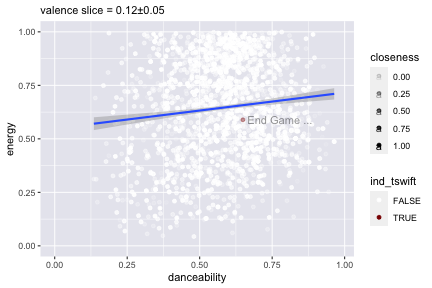 valence slice = 0.12±0.05
1.00
0.75
0.50
0.25
0.00
energy
End Game ...
0.00
0.25
0.50
0.75
1.00
danceability
closeness
0.00
0.25
0.50
0.75
1.00
ind_tswift
FALSE
TRUE